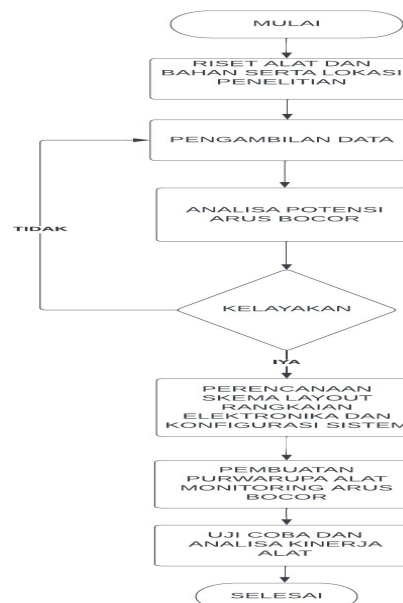 MULAI
RISET ALAT DAN
BAHAN SERTA LOKASI
PENELITIAN
PENGAMBILAN DATA
ANALISA POTENSI
ARUS BOCOR
TIDAK
KELAYAKAN
IYA
PERENCANAAN
SKEMA LAYOUT
RANGKAIAN
ELEKTRONIKA DAN
KONFIGURASI SISTEM
PEMBUATAN
PURWARUPA ALAT
MONITORING ARUS
BOCOR
UJI COBA DAN
ANALISA KINERJA
ALAT
SELESAI